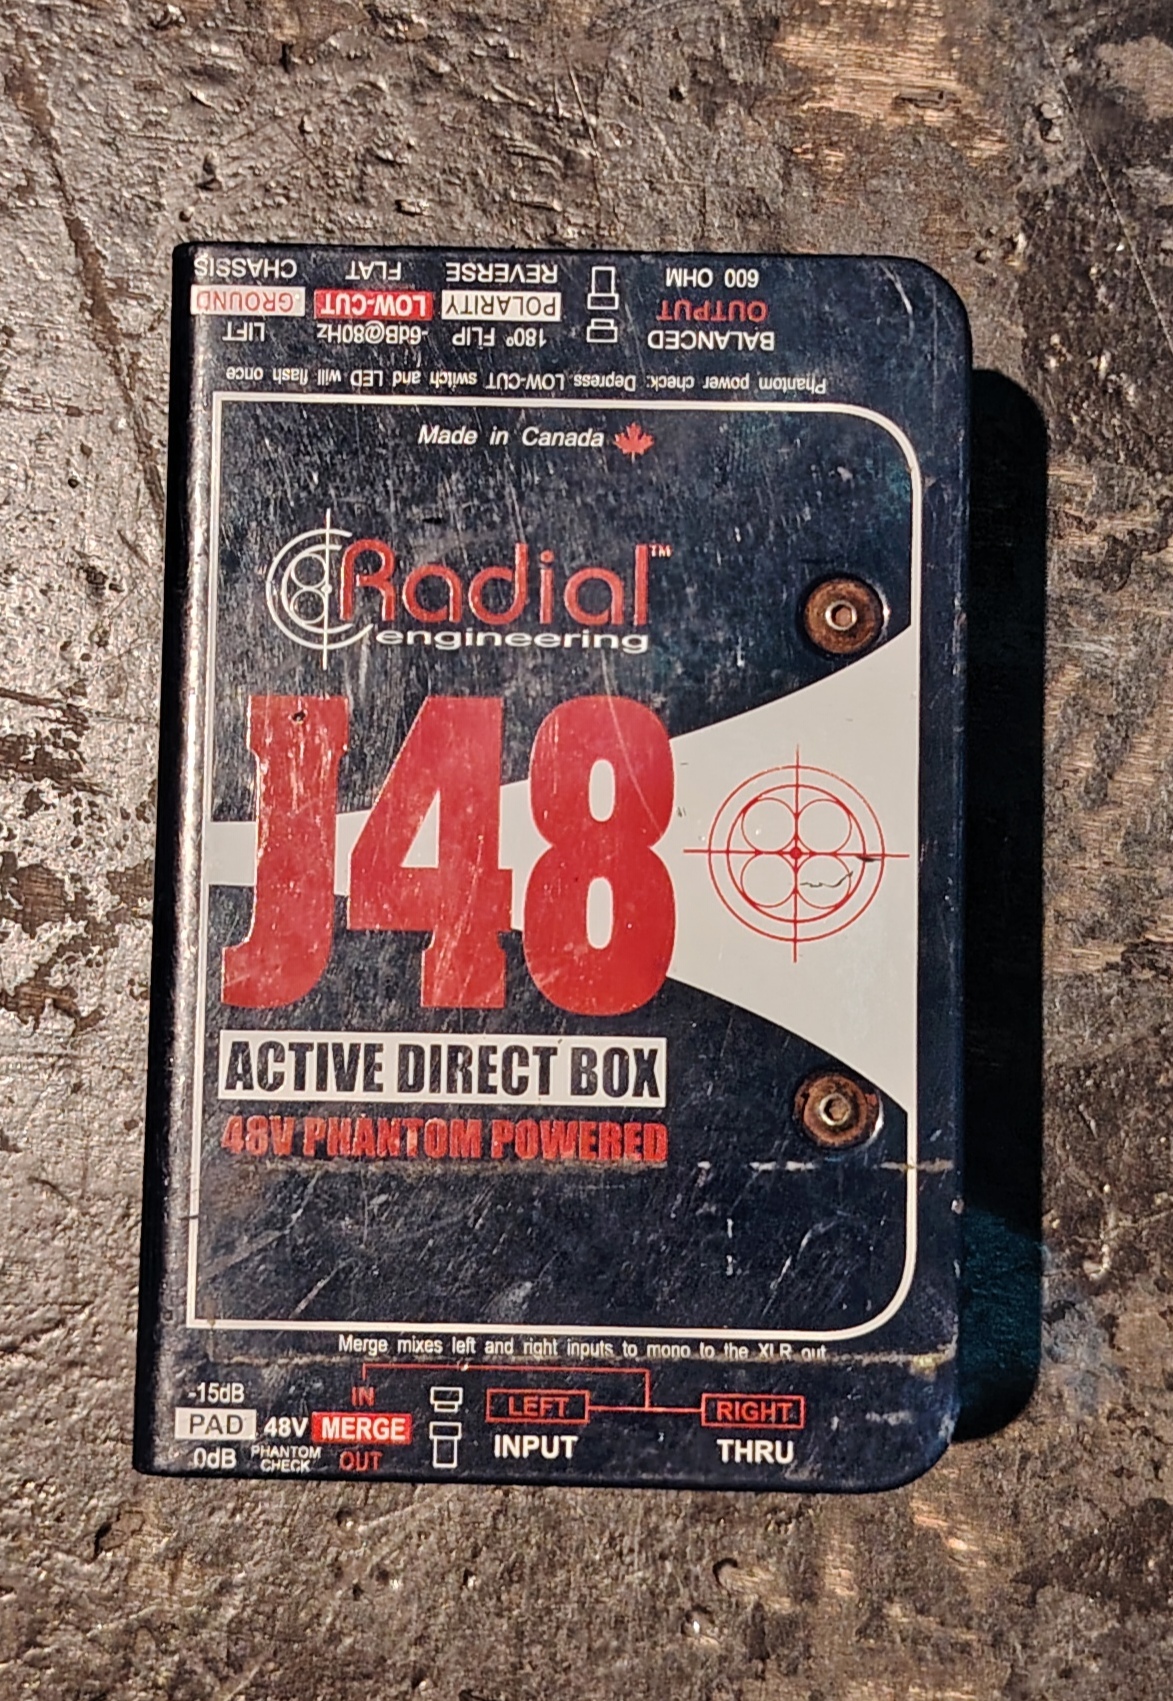 CHASSIS FLAT REVERSE 600 OHM
GROUND LOW-CUT POLARITY OUTPUT
LIFT -6dB@80Hz 180° FLIP BALANCED
Phantom power check: Depress LOW-CUT switch and LED will flash once
Made in Canada
Radial™
engineering
J48
ACTIVE DIRECT BOX
48V PHANTOM POWERED
Merge mixes left and right inputs to mono to the XLR out
-15dB IN LEFT RIGHT
PAD 48V MERGE INPUT THRU
0dB PHANTOM CHECK OUT